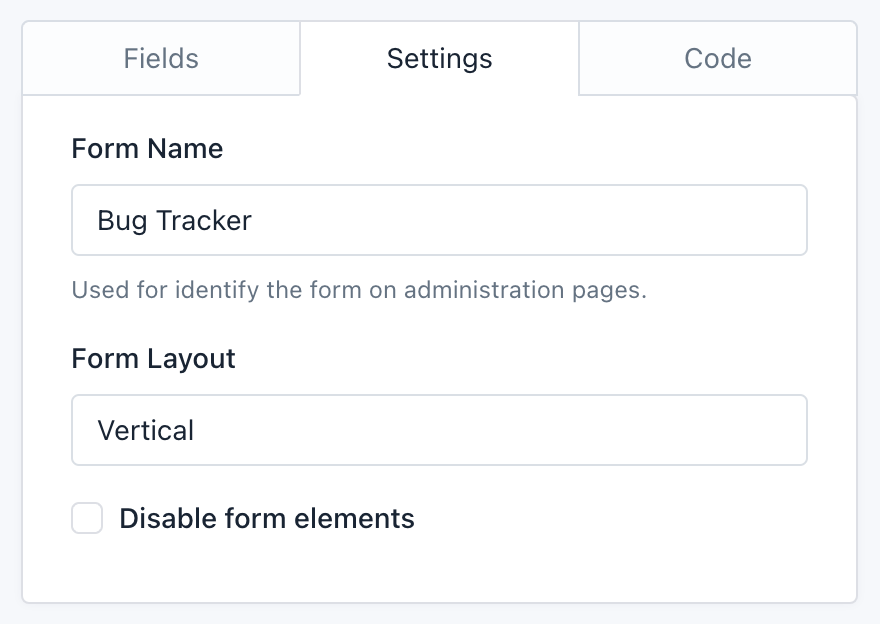 Fields Settings Code
Form Name
Bug Tracker
Used for identify the form on administration pages.
Form Layout
Vertical
Disable form elements